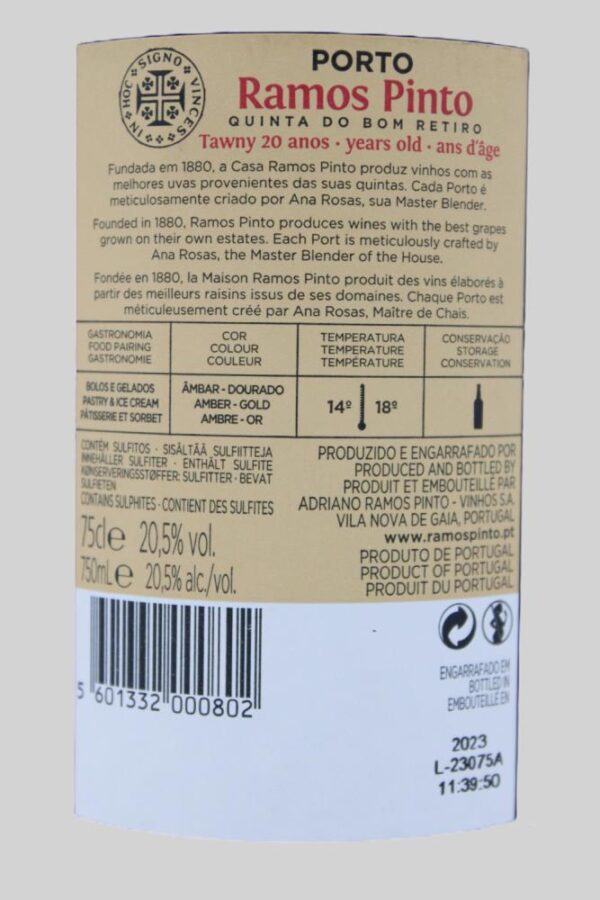 IN HOC SIGNO VINCES
PORTO
Ramos Pinto
QUINTA DO BOM RETIRO
Tawny 20 anos · years old · ans d'âge
Fundada em 1880, a Casa Ramos Pinto produz vinhos com as
melhores uvas provenientes das suas quintas. Cada Porto é
meticulosamente criado por Ana Rosas, sua Master Blender.
Founded in 1880, Ramos Pinto produces wines with the best grapes
grown on their own estates. Each Port is meticulously crafted by
Ana Rosas, the Master Blender of the House.
Fondée en 1880, la Maison Ramos Pinto produit des vins élaborés à
partir des meilleurs raisins issus de ses domaines. Chaque Porto est
méticuleusement créé par Ana Rosas, Maître de Chais.
GASTRONOMIA
FOOD PAIRING
GASTRONOMIE
COR
COLOUR
COULEUR
TEMPERATURA
TEMPERATURE
TEMPÉRATURE
CONSERVAÇÃO
STORAGE
CONSERVATION
BOLOS E GELADOS
PASTRY & ICE CREAM
PÂTISSERIE ET SORBET
ÂMBAR - DOURADO
AMBER - GOLD
AMBRE - OR
14º 18º
CONTÉM SULFITOS · SISÄLTÄÄ SULFIITTEJA
INNEHÅLLER SULFITER · ENTHÄLT SULFITE
KONSERVERINGSSTOFFER: SULFITTER · BEVAT
SULFIETEN
CONTAINS SULPHITES · CONTIENT DES SULFITES
75cl e 20,5% vol.
750mL e 20,5% alc./vol.
PRODUZIDO E ENGARRAFADO POR
PRODUCED AND BOTTLED BY
PRODUIT ET EMBOUTEILLÉ PAR
ADRIANO RAMOS PINTO - VINHOS S.A.
VILA NOVA DE GAIA, PORTUGAL
www.ramospinto.pt
PRODUTO DE PORTUGAL
PRODUCT OF PORTUGAL
PRODUIT DU PORTUGAL
5 601332 000802
ENGARRAFADO EM
BOTTLED IN
EMBOUTEILLÉ EN
2023
L-23075A
11:39:50